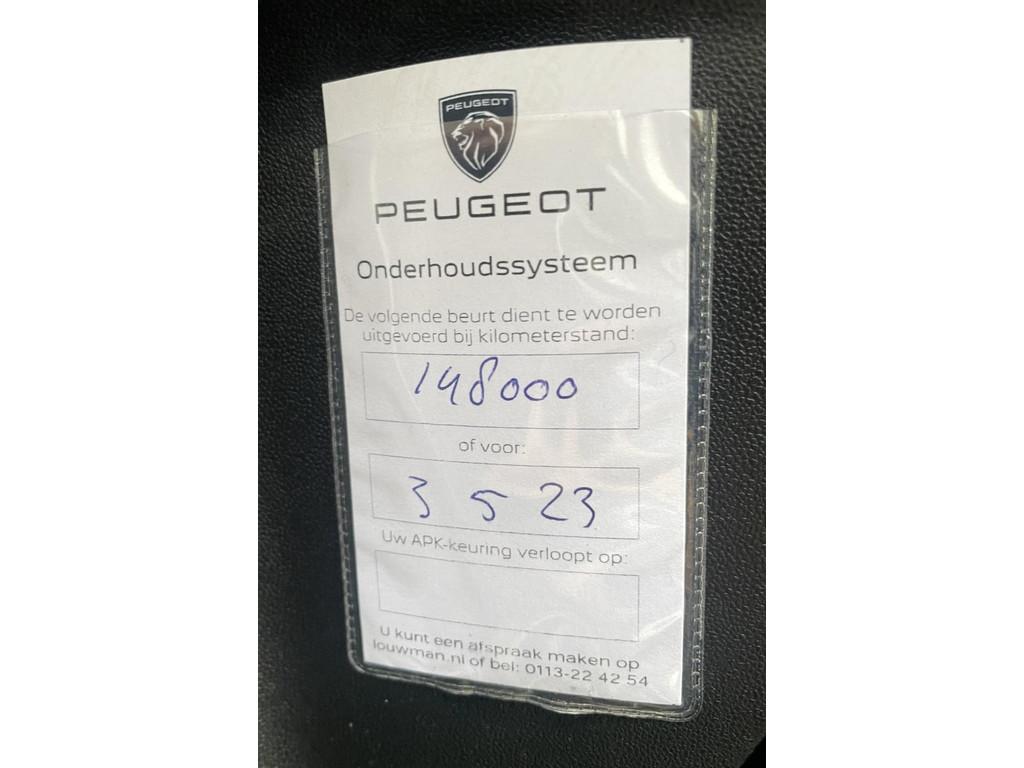 PEUGEOT
PEUGEOT
Onderhoudssysteem
De volgende beurt dient te worden
uitgevoerd bij kilometerstand:
148000
of voor:
3 5 23
Uw APK-keuring verloopt op:
U kunt een afspraak maken op
louwman.nl of bel: 0113-22 42 54